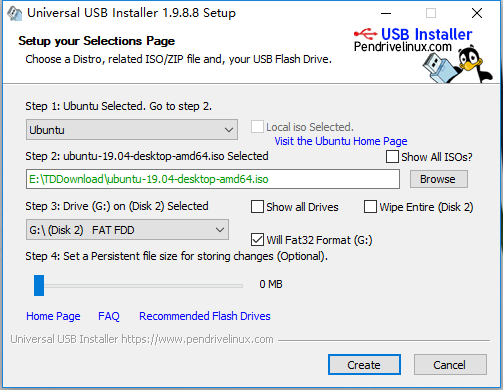 Universal USB Installer 1.9.8.8 Setup
Setup your Selections Page
Choose a Distro, related ISO/ZIP file and, your USB Flash Drive.
USB Installer
Pendrivelinux.com
Step 1: Ubuntu Selected. Go to step 2.
Ubuntu
Local iso Selected.
Visit the Ubuntu Home Page
Step 2: ubuntu-19.04-desktop-amd64.iso Selected
Show All ISOs?
E:\TDDownload\ubuntu-19.04-desktop-amd64.iso
Browse
Step 3: Drive (G:) on (Disk 2) Selected
Show all Drives
Wipe Entire (Disk 2)
G:\ (Disk 2) FAT FDD
Will Fat32 Format (G:)
Step 4: Set a Persistent file size for storing changes (Optional).
0 MB
Home Page FAQ Recommended Flash Drives
Universal USB Installer https://www.pendrivelinux.com
Create Cancel